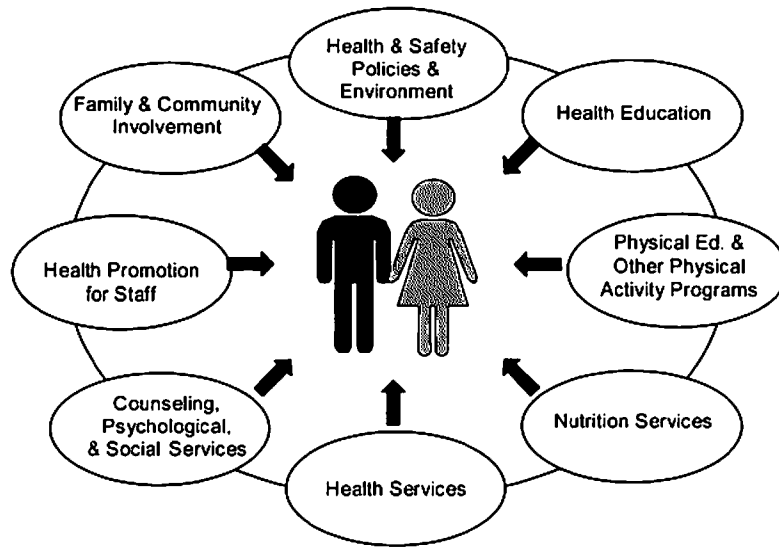 Health & Safety
Policies &
Environment
Health Education
Physical Ed. &
Other Physical
Activity Programs
Nutrition Services
Health Services
Counseling,
Psychological,
& Social Services
Health Promotion
for Staff
Family & Community
Involvement